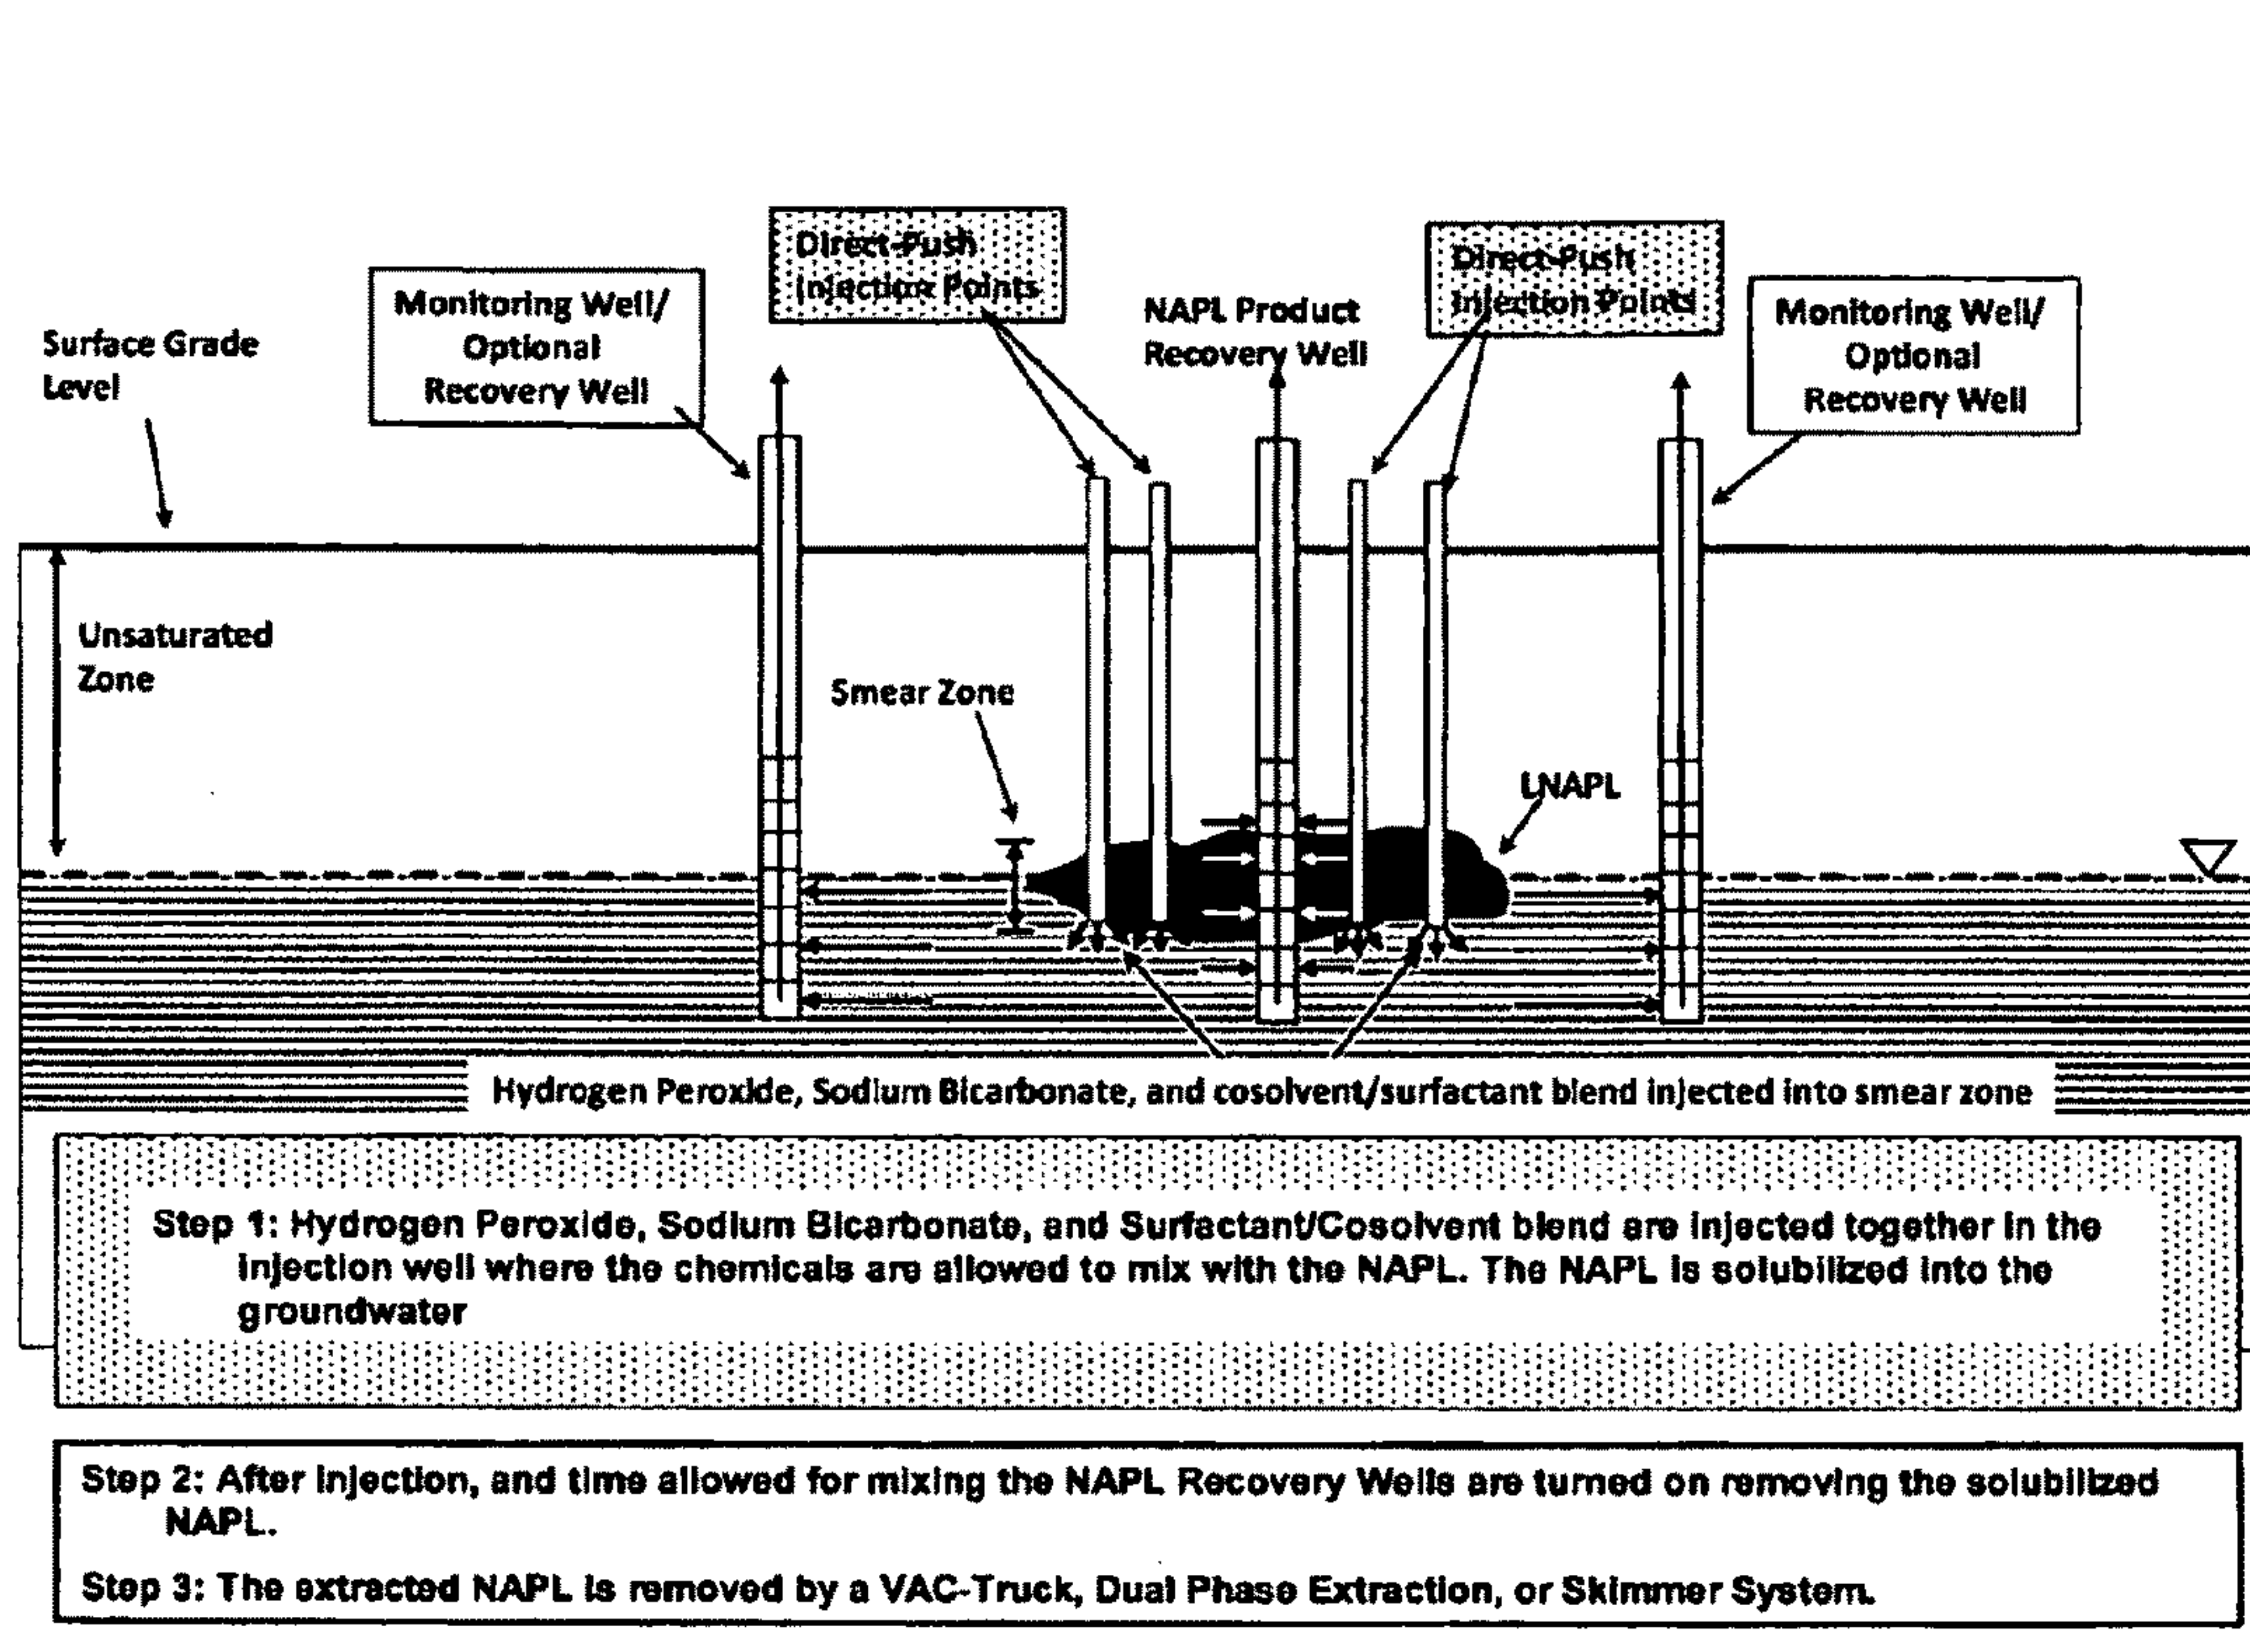 Direct-Push
Injection Points
Direct-Push
Injection Points
Monitoring Well/
Optional
Recovery Well
NAPL Product
Recovery Well
Monitoring Well/
Optional
Recovery Well
Surface Grade
Level
Unsaturated
Zone
Smear Zone
LNAPL
Hydrogen Peroxide, Sodium Bicarbonate, and cosolvent/surfactant blend injected into smear zone
Step 1: Hydrogen Peroxide, Sodium Bicarbonate, and Surfactant/Cosolvent blend are injected together in the
injection well where the chemicals are allowed to mix with the NAPL. The NAPL is solubilized into the
groundwater
Step 2: After injection, and time allowed for mixing the NAPL Recovery Wells are turned on removing the solubilized
NAPL.
Step 3: The extracted NAPL is removed by a VAC-Truck, Dual Phase Extraction, or Skimmer System.